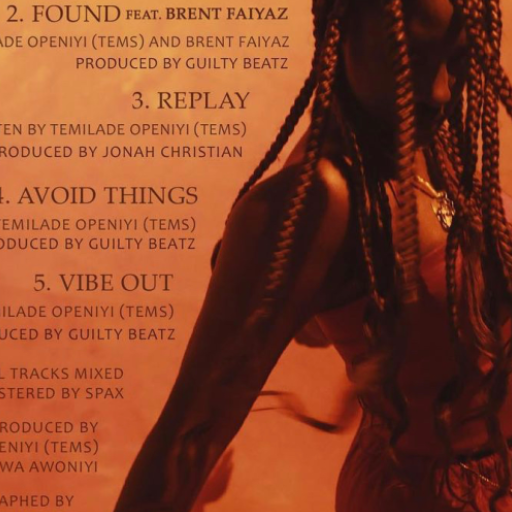 2. FOUND FEAT. BRENT FAIYAZ
ADE OPENIYI (TEMS) AND BRENT FAIYAZ
PRODUCED BY GUILTY BEATZ
3. REPLAY
TEN BY TEMILADE OPENIYI (TEMS)
RODUCED BY JONAH CHRISTIAN
4. AVOID THINGS
TEMILADE OPENIYI (TEMS)
ODUCED BY GUILTY BEATZ
5. VIBE OUT
ILADE OPENIYI (TEMS)
UCED BY GUILTY BEATZ
L TRACKS MIXED
STERED BY SPAX
RODUCED BY
ENIYI (TEMS)
WA AWONIYI
APHED BY